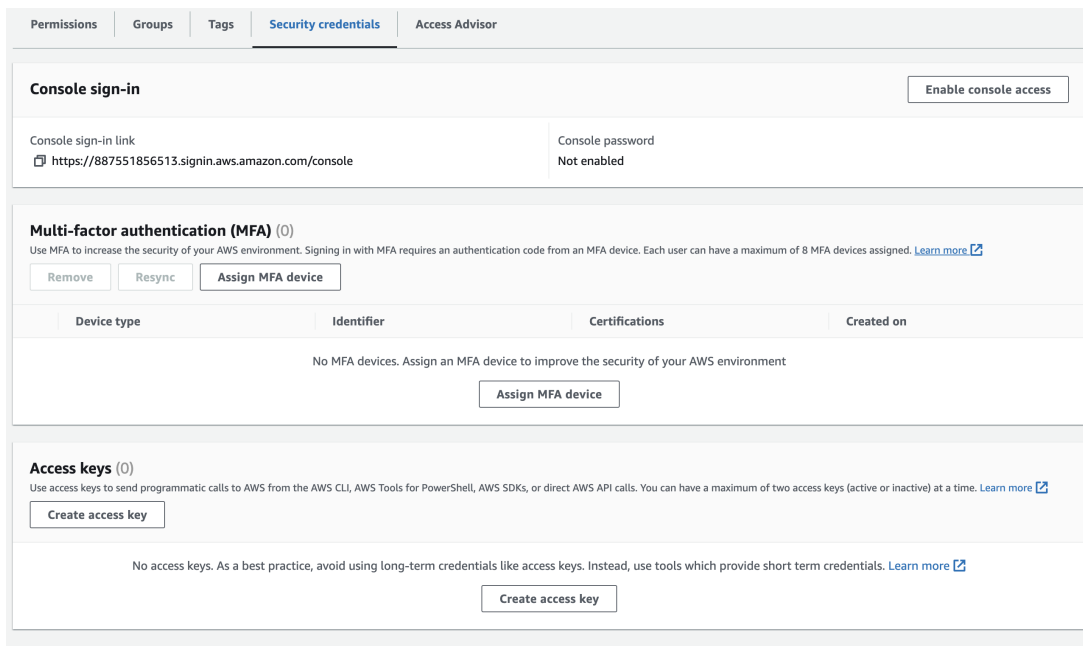 Permissions Groups Tags Security credentials Access Advisor
Console sign-in Enable console access
Console sign-in link Console password
https://887551856513.signin.aws.amazon.com/console Not enabled
Multi-factor authentication (MFA) (0)
Use MFA to increase the security of your AWS environment. Signing in with MFA requires an authentication code from an MFA device. Each user can have a maximum of 8 MFA devices assigned. Learn more
Remove Resync Assign MFA device
Device type Identifier Certifications Created on
No MFA devices. Assign an MFA device to improve the security of your AWS environment
Assign MFA device
Access keys (0)
Use access keys to send programmatic calls to AWS from the AWS CLI, AWS Tools for PowerShell, AWS SDKs, or direct AWS API calls. You can have a maximum of two access keys (active or inactive) at a time. Learn more
Create access key
No access keys. As a best practice, avoid using long-term credentials like access keys. Instead, use tools which provide short term credentials. Learn more
Create access key